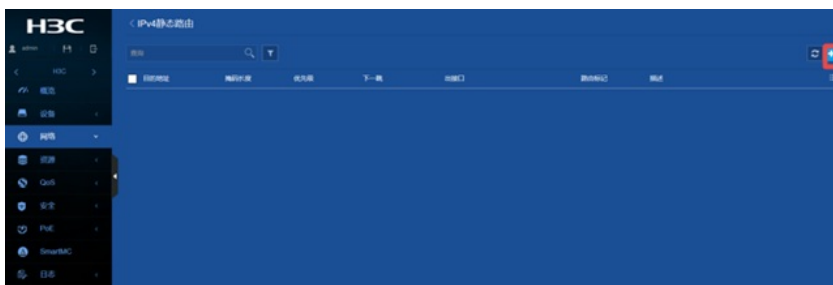 H3C
IPv4静态路由
admin
查询
H3C
目的地址 掩码长度 优先级 下一跳 出接口 路由标记 描述
概览
设备
网络
资源
QoS
安全
PoE
SmartMC
日志